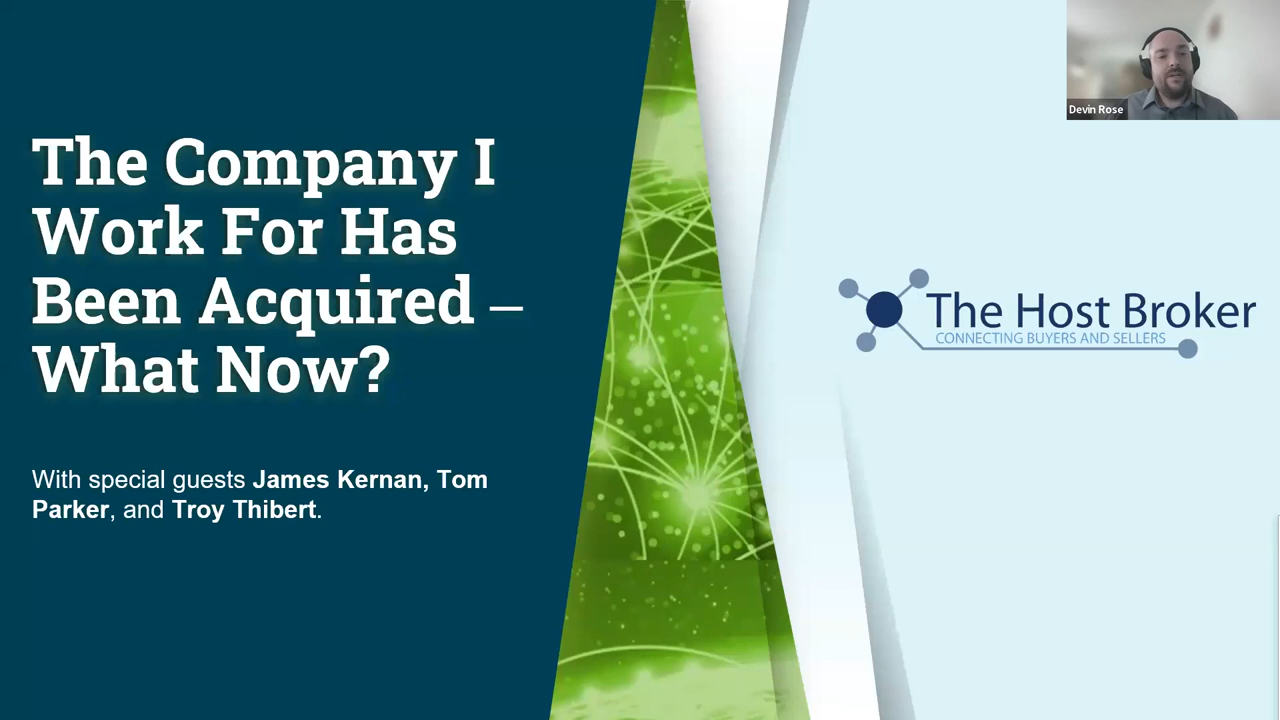 The Company I
Work For Has
Been Acquired –
What Now?
With special guests James Kernan, Tom
Parker, and Troy Thibert.
The Host Broker
CONNECTING BUYERS AND SELLERS
Devin Rose